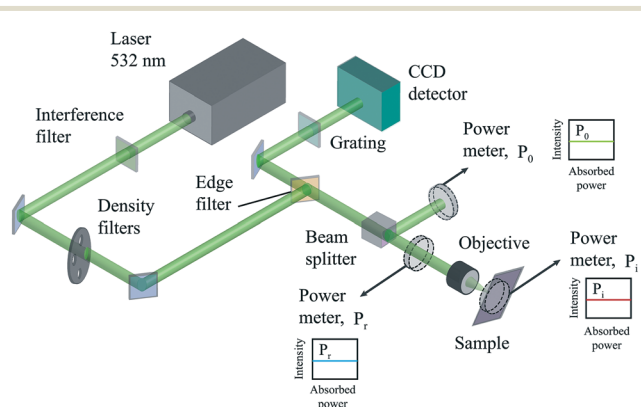 Laser
532 nm
CCD
detector
Interference
filter
Grating
Power
meter, P0
Intensity
P0
Absorbed
power
Edge
filter
Density
filters
Beam
splitter
Objective
Power
meter, Pi
Intensity
Pi
Absorbed
power
Power
meter, Pr
Sample
Intensity
Pr
Absorbed
power